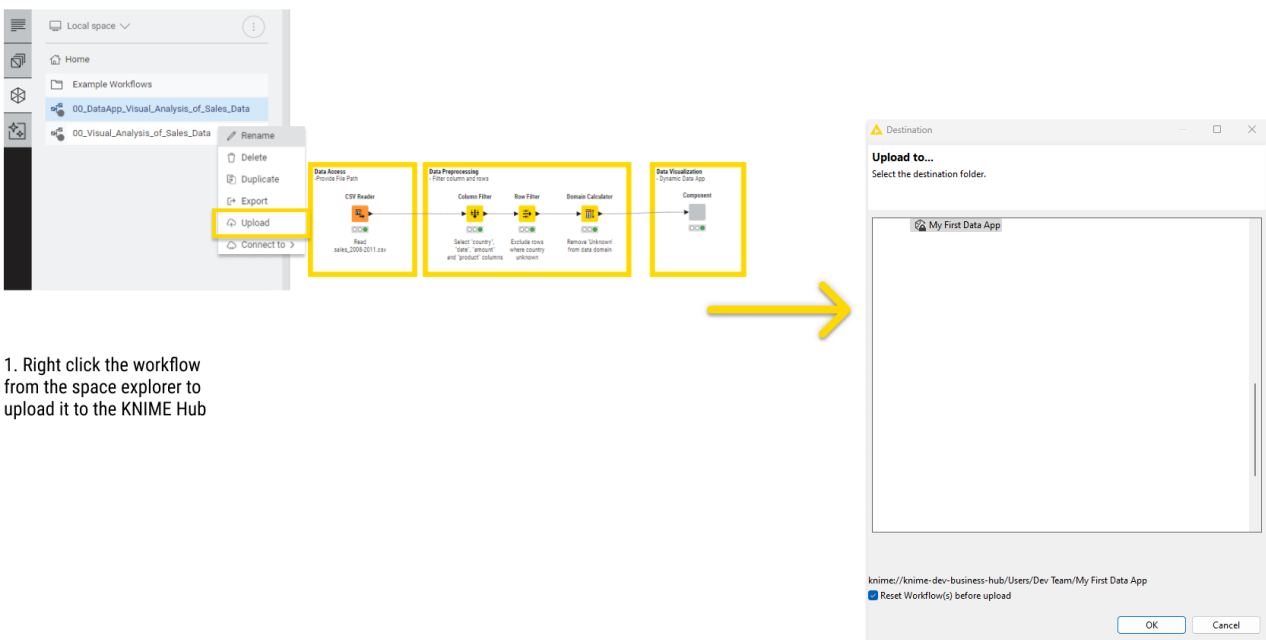 Local space
Home
Example Workflows
00_DataApp_Visual_Analysis_of_Sales_Data
00_Visual_Analysis_of_Sales_Data
Rename
Delete
Duplicate
Export
Upload
Connect to
Data Access
-Provide File Path
CSV Reader
Read
sales_2008-2011.csv
Data Preprocessing
- Filter column and rows
Column Filter
Row Filter
Domain Calculator
Select 'country',
'date', 'amount'
and 'product' columns
Exclude rows
where country
unknown
Remove 'Unknown'
from data domain
Data Visualization
- Dynamic Data App
Component
1. Right click the workflow
from the space explorer to
upload it to the KNIME Hub
Destination
Upload to...
Select the destination folder.
My First Data App
knime://knime-dev-business-hub/Users/Dev Team/My First Data App
Reset Workflow(s) before upload
OK
Cancel